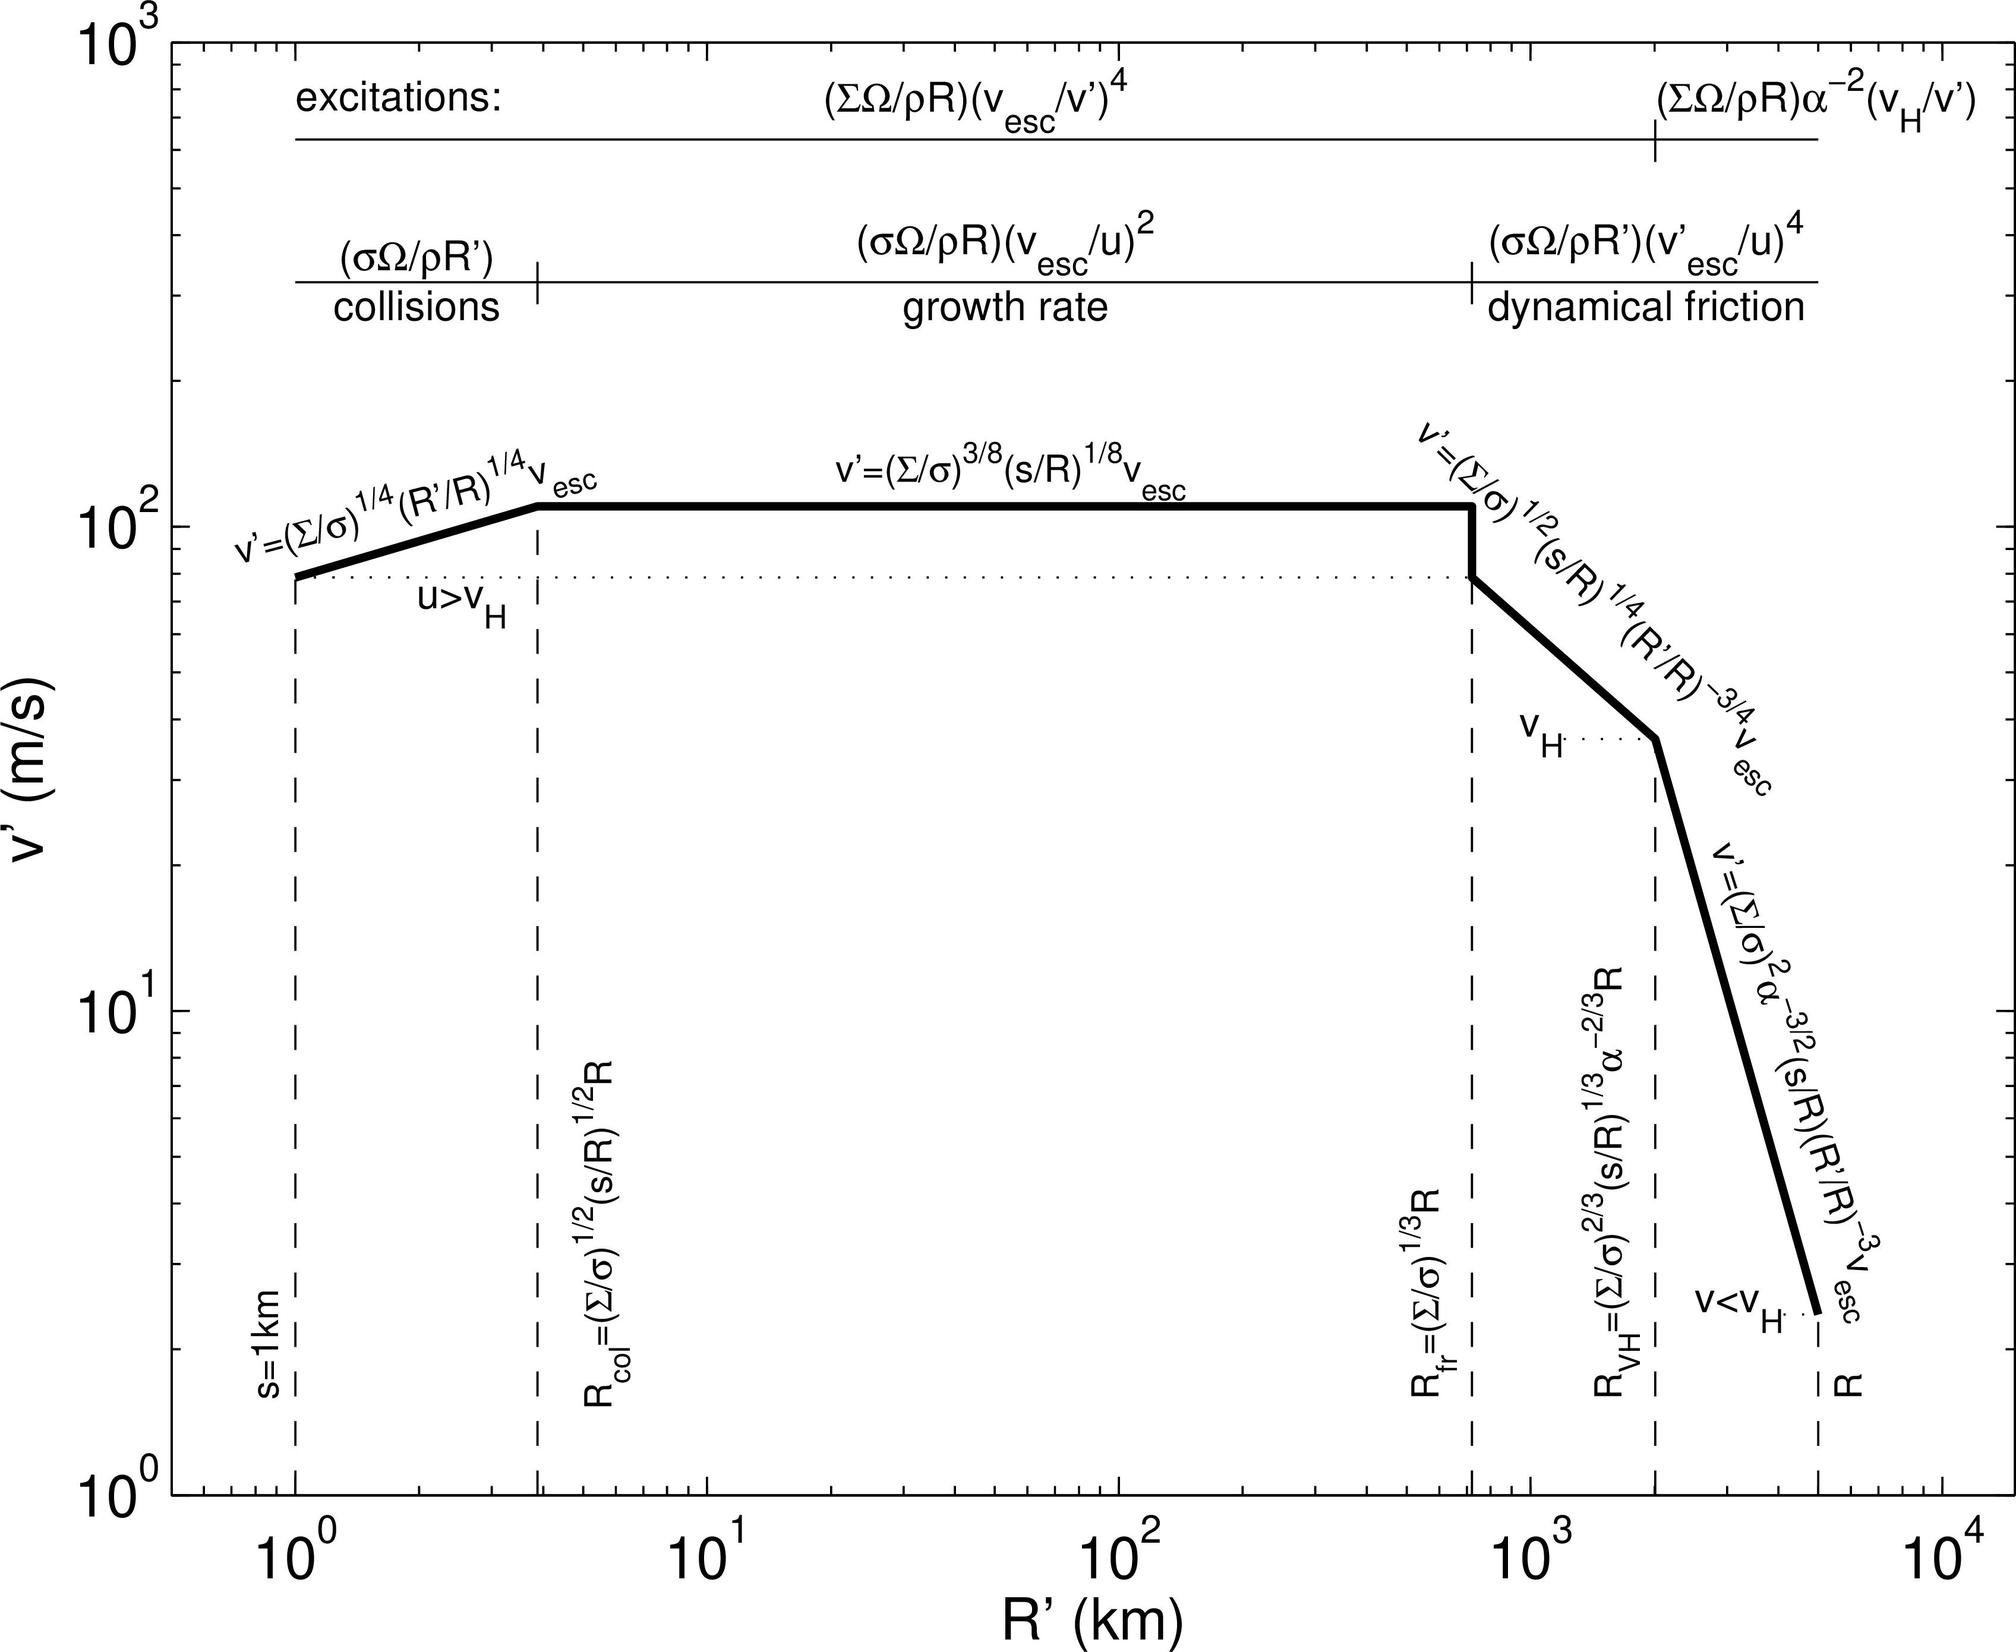 10^3
excitations:
(ΣΩ/ρR)(v_esc/v’)^4
(ΣΩ/ρR)α^−2(v_H/v’)
(σΩ/ρR’)
(σΩ/ρR)(v_esc/u)^2
(σΩ/ρR’)(v’_esc/u)^4
collisions
growth rate
dynamical friction
v’=(Σ/σ)^1/4(R’/R)^1/4v_esc
v’=(Σ/σ)^3/8(s/R)^1/8v_esc
v’=(Σ/σ)^1/2(s/R)^1/4(R’/R)^−3/4v_esc
10^2
u>v_H
v_H
v’ (m/s)
v’=(Σ/σ)^2α^−3/2(s/R)(R’/R)^−3v_esc
10^1
s=1km
R_col=(Σ/σ)^1/2(s/R)^1/2R
R_fr=(Σ/σ)^1/3R
R_VH=(Σ/σ)^2/3(s/R)^1/3α^−2/3R
v<v_H
R
10^0
10^0
10^1
10^2
10^3
10^4
R’ (km)